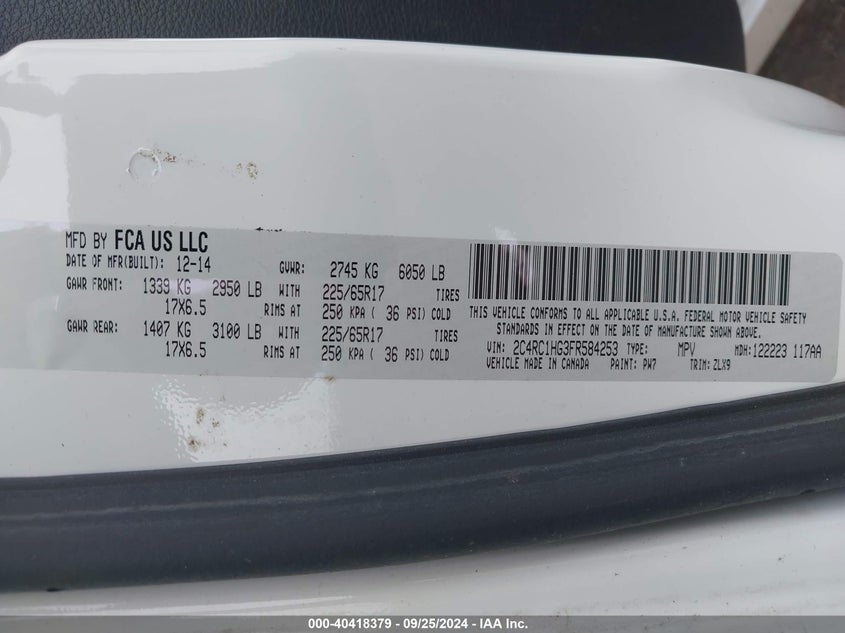 MFD BY FCA US LLC
DATE OF MFR(BUILT): 12-14 GVWR: 2745 KG 6050 LB
GAWR FRONT: 1339 KG 2950 LB WITH 225/65R17 TIRES
17X6.5 RIMS AT 250 KPA ( 36 PSI) COLD
GAWR REAR: 1407 KG 3100 LB WITH 225/65R17 TIRES
17X6.5 RIMS AT 250 KPA ( 36 PSI) COLD
THIS VEHICLE CONFORMS TO ALL APPLICABLE U.S.A. FEDERAL MOTOR VEHICLE SAFETY
STANDARDS IN EFFECT ON THE DATE OF MANUFACTURE SHOWN ABOVE.
VIN: 2C4RC1HG3FR584253 TYPE: MPV MDH: 122223 117AA
VEHICLE MADE IN CANADA PAINT: PW7 TRIM: ZLX9
000-40418379 - 09/25/2024 - IAA Inc.